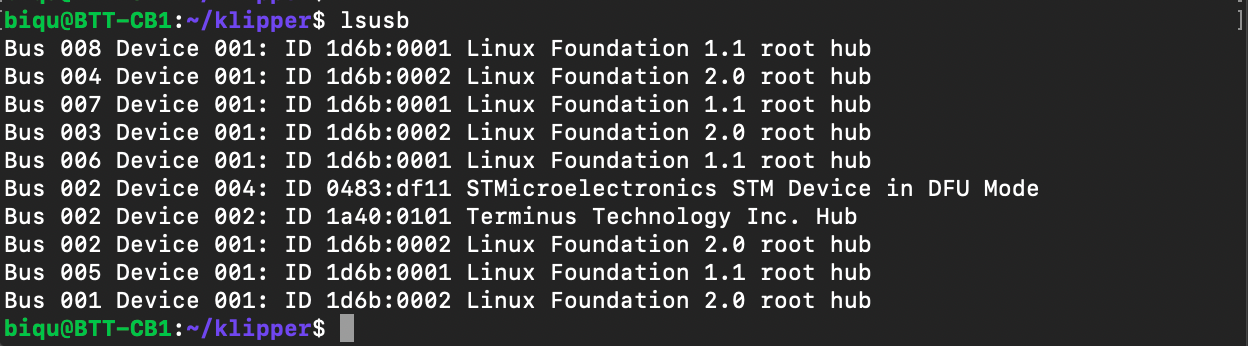 [biqu@BTT-CB1:~/klipper$ lsusb ]
Bus 008 Device 001: ID 1d6b:0001 Linux Foundation 1.1 root hub
Bus 004 Device 001: ID 1d6b:0002 Linux Foundation 2.0 root hub
Bus 007 Device 001: ID 1d6b:0001 Linux Foundation 1.1 root hub
Bus 003 Device 001: ID 1d6b:0002 Linux Foundation 2.0 root hub
Bus 006 Device 001: ID 1d6b:0001 Linux Foundation 1.1 root hub
Bus 002 Device 004: ID 0483:df11 STMicroelectronics STM Device in DFU Mode
Bus 002 Device 002: ID 1a40:0101 Terminus Technology Inc. Hub
Bus 002 Device 001: ID 1d6b:0002 Linux Foundation 2.0 root hub
Bus 005 Device 001: ID 1d6b:0001 Linux Foundation 1.1 root hub
Bus 001 Device 001: ID 1d6b:0002 Linux Foundation 2.0 root hub
biqu@BTT-CB1:~/klipper$